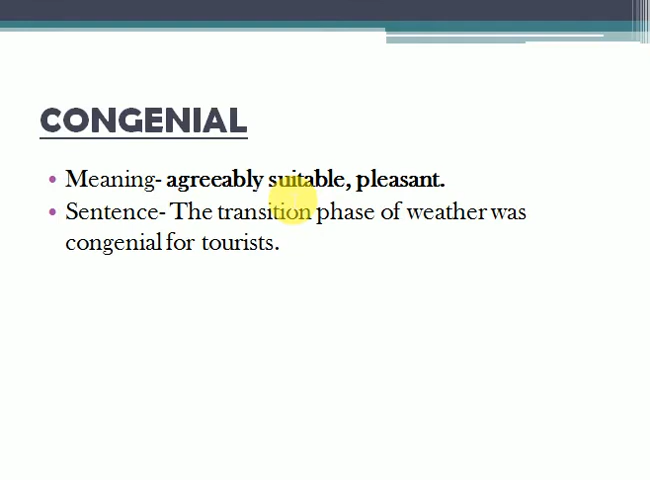 CONGENIAL
• Meaning- agreeably suitable, pleasant.
• Sentence- The transition phase of weather was
congenial for tourists.